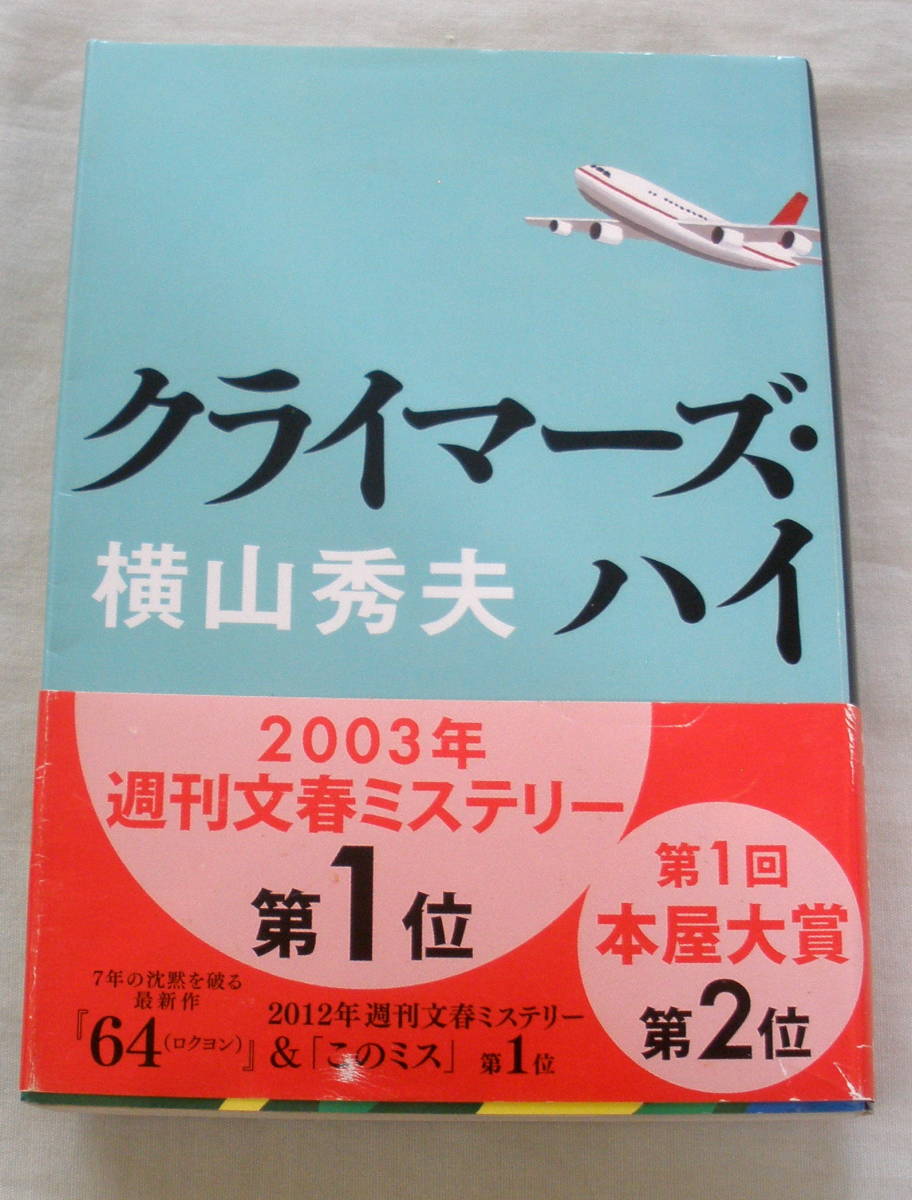 クライマーズ・
ハイ
横山秀夫
2003年
週刊文春ミステリー
第1位
第1回
本屋大賞
第2位
7年の沈黙を破る
最新作
『64(ロクヨン)』
2012年週刊文春ミステリー
&「このミス」第1位